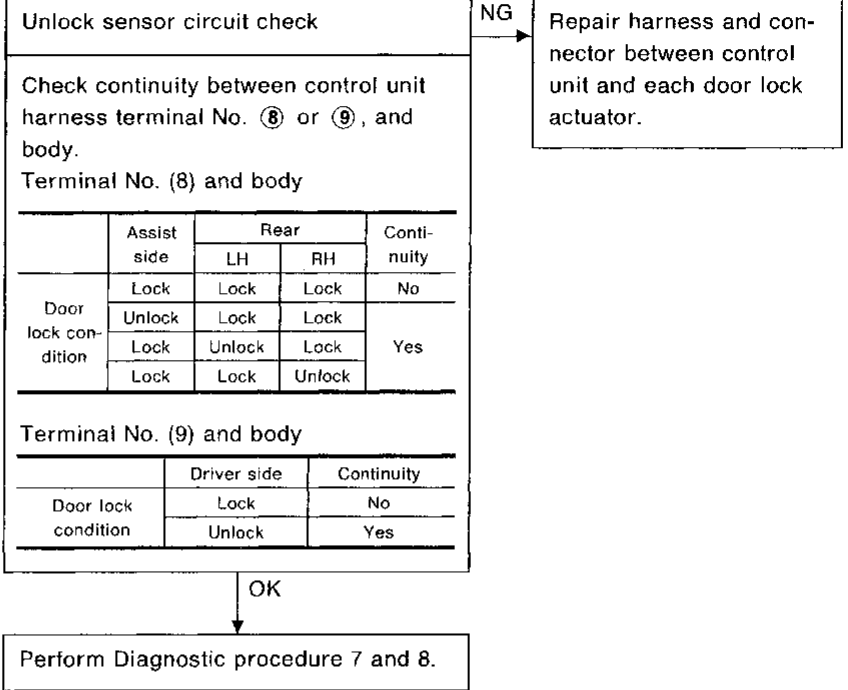 Unlock sensor circuit check
NG
Repair harness and con-
nector between control
unit and each door lock
actuator.
Check continuity between control unit
harness terminal No. ⑧ or ⑨, and
body.
Terminal No. (8) and body
Assist side Rear Conti-nuity
LH RH
Door lock con-dition
Lock Lock Lock No
Unlock Lock Lock
Lock Unlock Lock Yes
Lock Lock Unlock
Terminal No. (9) and body
Driver side Continuity
Door lock condition
Lock No
Unlock Yes
OK
Perform Diagnostic procedure 7 and 8.